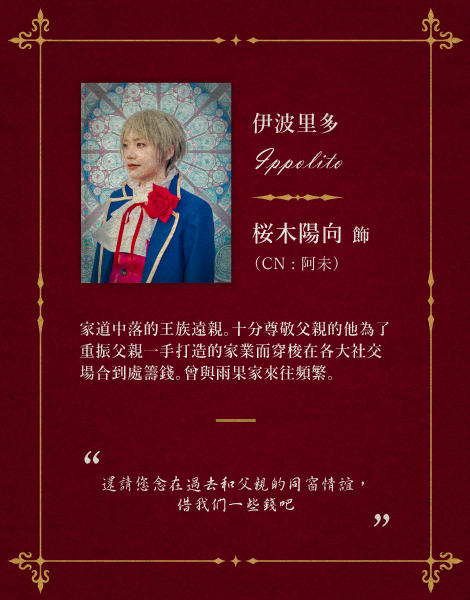 伊波里多
Ippolito
桜木陽向 飾
（CN：阿未）
家道中落的王族遠親。十分尊敬父親的他為了
重振父親一手打造的家業而穿梭在各大社交
場合到處籌錢。曾與雨果家來往頻繁。
“
還請您念在過去和父親的同窗情誼，
借我们一些錢吧
”